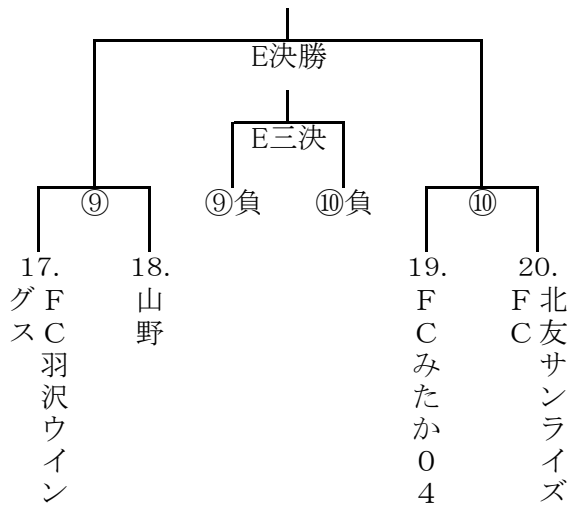 E決勝
E三決
⑨
⑨負
⑩負
⑩
17.
18.
19.
20.
FC羽沢ウイン
グス
山野
FCみたか04
北友サンライズ
FC